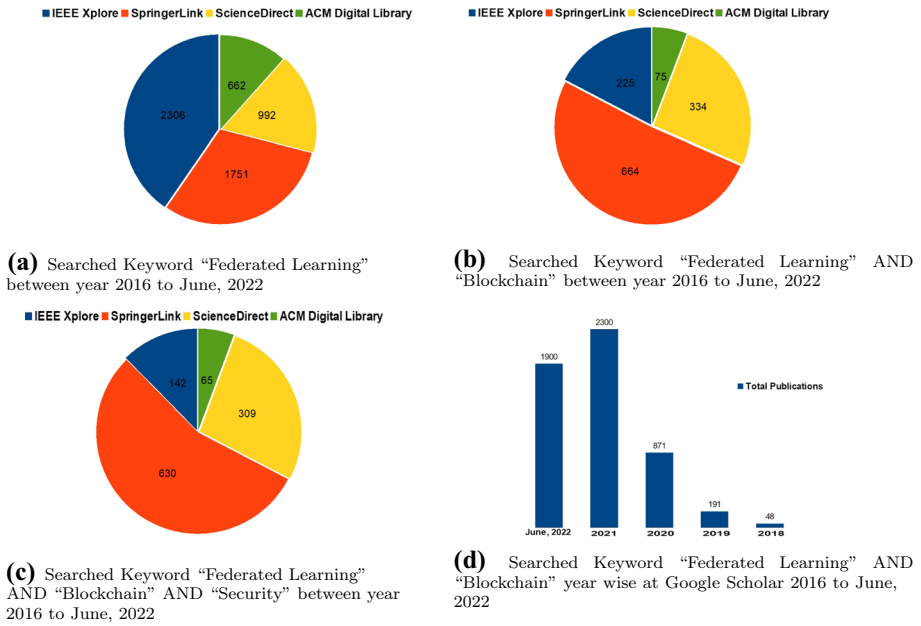 IEEE Xplore SpringerLink ScienceDirect ACM Digital Library
662
2306
992
1751
(a) Searched Keyword “Federated Learning”
between year 2016 to June, 2022
IEEE Xplore SpringerLink ScienceDirect ACM Digital Library
225
75
334
664
(b) Searched Keyword “Federated Learning” AND
“Blockchain” between year 2016 to June, 2022
IEEE Xplore SpringerLink ScienceDirect ACM Digital Library
142
65
309
630
(c) Searched Keyword “Federated Learning”
AND “Blockchain” AND “Security” between year
2016 to June, 2022
2300
1900
Total Publications
871
191
48
June, 2022 2021 2020 2019 2018
(d) Searched Keyword “Federated Learning” AND
“Blockchain” year wise at Google Scholar 2016 to June,
2022